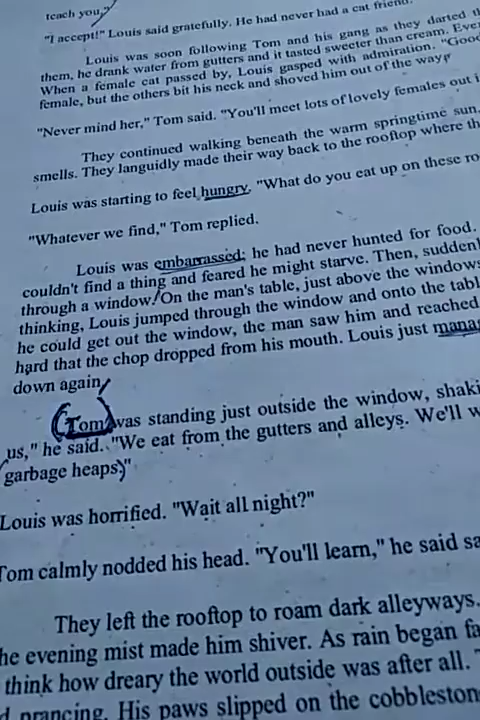 teach you,"
"I accept!" Louis said gratefully. He had never had a cat friend.
Louis was soon following Tom and his gang as they darted
them, he drank water from gutters and it tasted sweeter than cream. Ever
When a female cat passed by, Louis gasped with admiration. "Good
female, but the others bit his neck and shoved him out of the way.
"Never mind her," Tom said. "You'll meet lots of lovely females out i
They continued walking beneath the warm springtime sun,
smells. They languidly made their way back to the rooftop where th
Louis was starting to feel hungry. "What do you eat up on these ro
"Whatever we find," Tom replied.
Louis was embarrassed; he had never hunted for food.
couldn't find a thing and feared he might starve. Then, sudden
through a window. On the man's table, just above the windows
thinking, Louis jumped through the window and onto the tabl
he could get out the window, the man saw him and reached
hard that the chop dropped from his mouth. Louis just mana
down again
Tom was standing just outside the window, shaki
us," he said. "We eat from the gutters and alleys. We'll w
garbage heaps."
Louis was horrified. "Wait all night?"
Tom calmly nodded his head. "You'll learn," he said sa
They left the rooftop to roam dark alleyways.
he evening mist made him shiver. As rain began fa
think how dreary the world outside was after all. "
d prancing. His paws slipped on the cobbleston